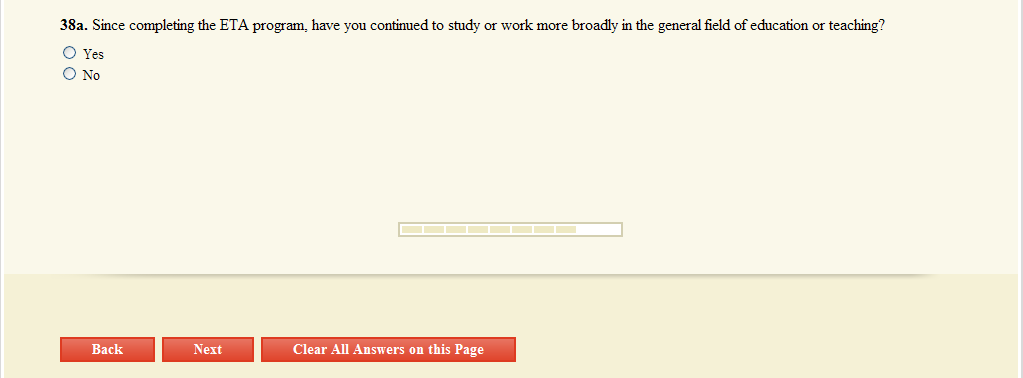 38a. Since completing the ETA program, have you continued to study or work more broadly in the general field of education or teaching?
Yes
No
Back Next Clear All Answers on this Page